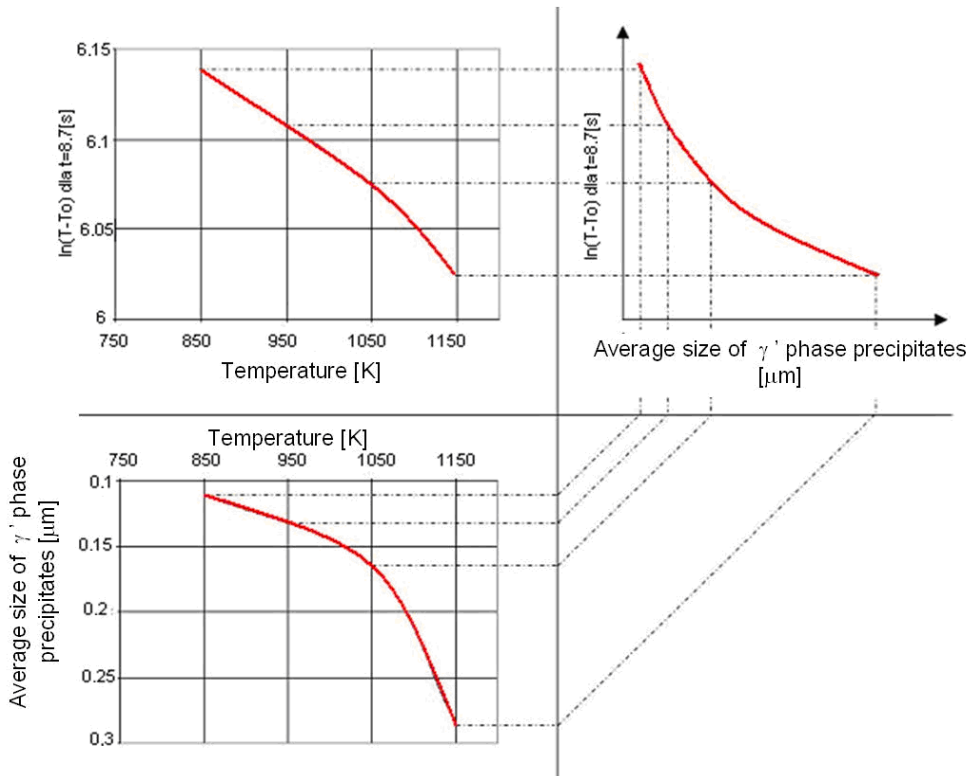 6.15
6.1
6.05
6
ln(T-To) dla t=8.7[s]
750 850 950 1050 1150
Temperature [K]
ln(T-To) dla t=8.7[s]
Average size of γ ' phase precipitates
[μm]
Temperature [K]
750 850 950 1050 1150
0.1
0.15
0.2
0.25
0.3
Average size of γ ' phase
precipitates [μm]